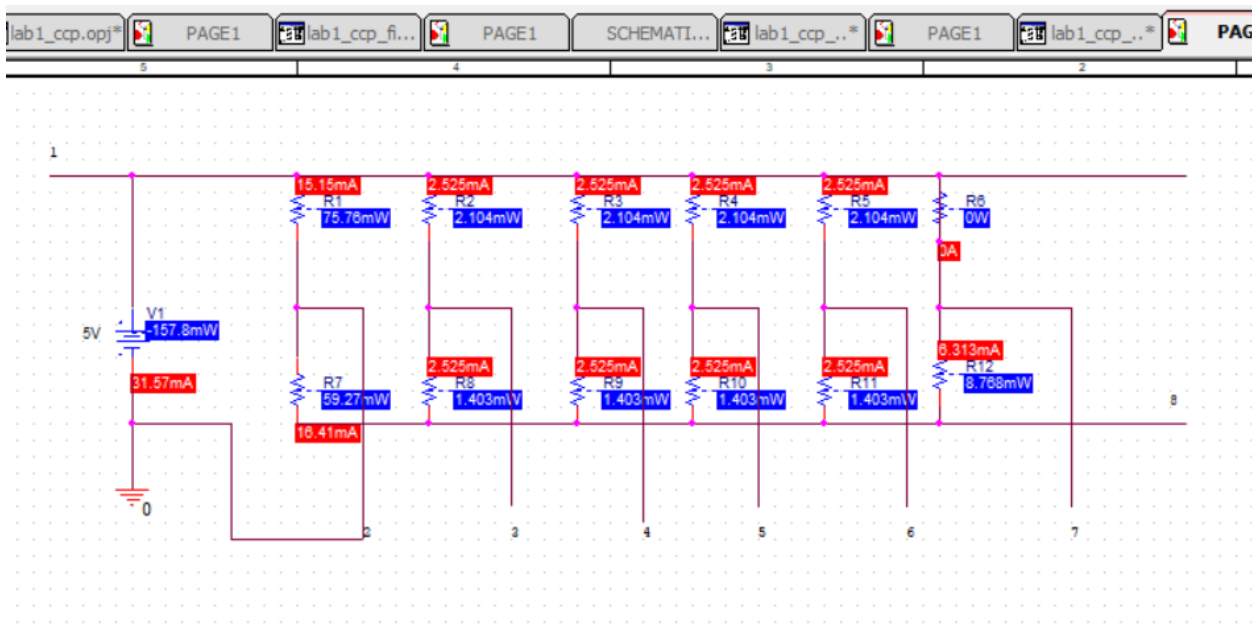 lab1_ccp.opj* PAGE1 lab1_ccp_fi... PAGE1 SCHEMATI... lab1_ccp_..* PAGE1 lab1_ccp_..* PAG
5 4 3 2
1
15.15mA 2.525mA 2.525mA 2.525mA 2.525mA
R1 R2 R3 R4 R5 R6
75.76mW 2.104mW 2.104mW 2.104mW 2.104mW 0W
0A
V1
5V -157.8mW
6.313mA
2.525mA 2.525mA 2.525mA 2.525mA
R12
31.57mA R7 R8 R9 R10 R11 8.768mW
59.27mW 1.403mW 1.403mW 1.403mW 1.403mW
8
16.41mA
0
2 3 4 5 6 7